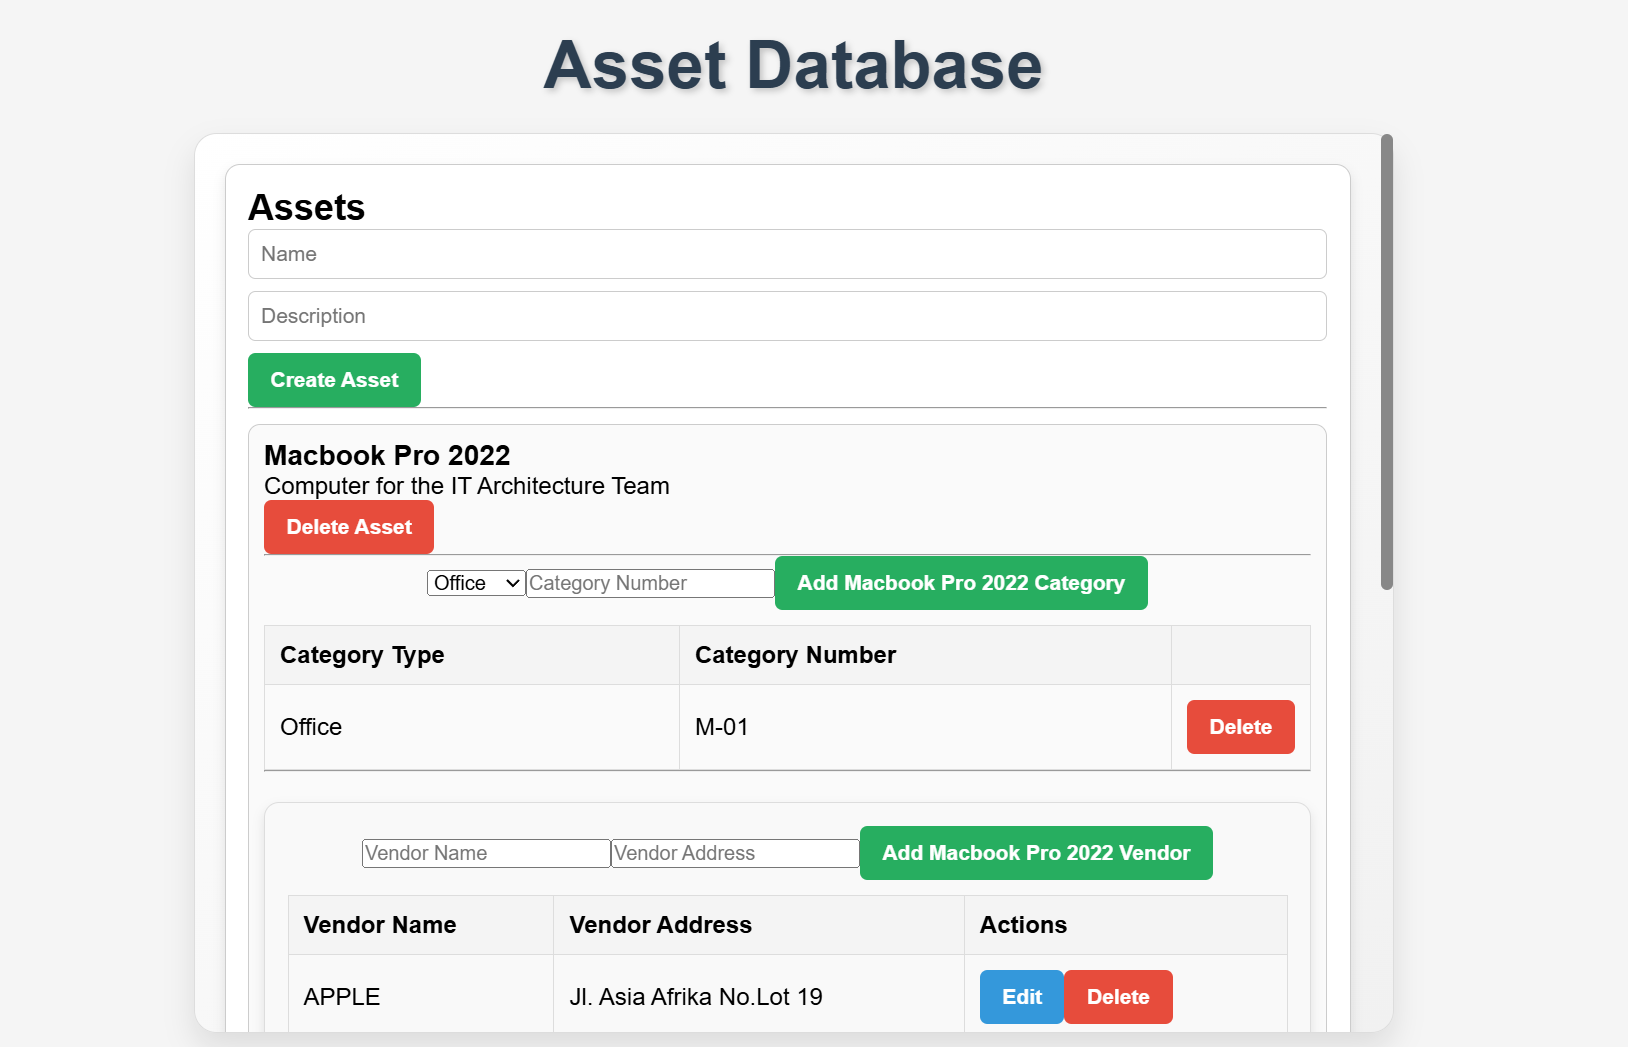 Asset Database
Assets
Name
Description
Create Asset
Macbook Pro 2022
Computer for the IT Architecture Team
Delete Asset
Office Category Number Add Macbook Pro 2022 Category
Category Type Category Number
Office M-01 Delete
Vendor Name Vendor Address Add Macbook Pro 2022 Vendor
Vendor Name Vendor Address Actions
APPLE Jl. Asia Afrika No.Lot 19 Edit Delete